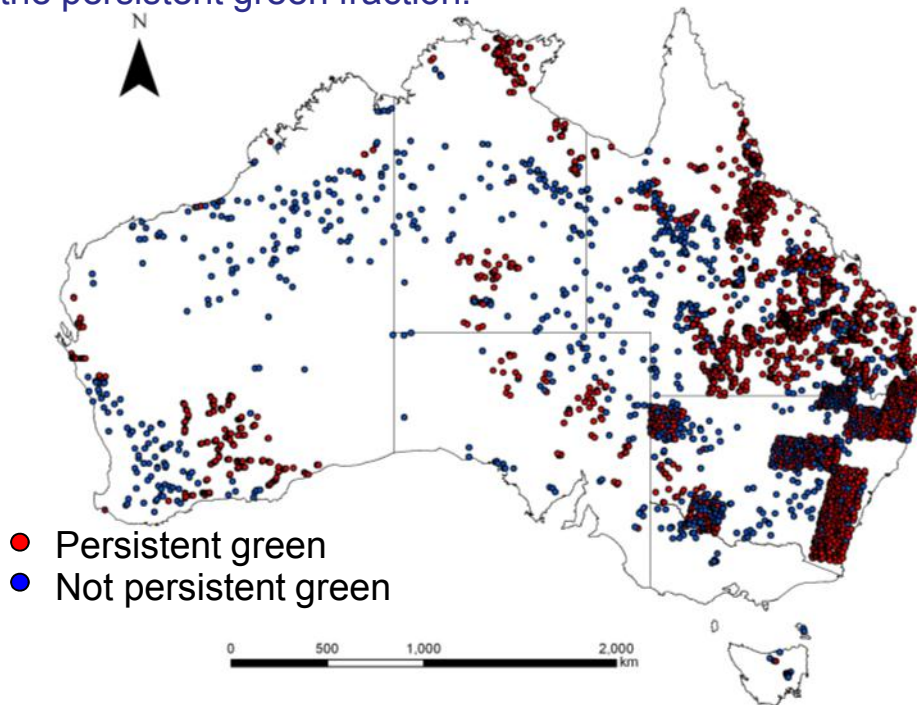 the persistent green fraction.
N
Persistent green
Not persistent green
0 500 1,000 2,000
km